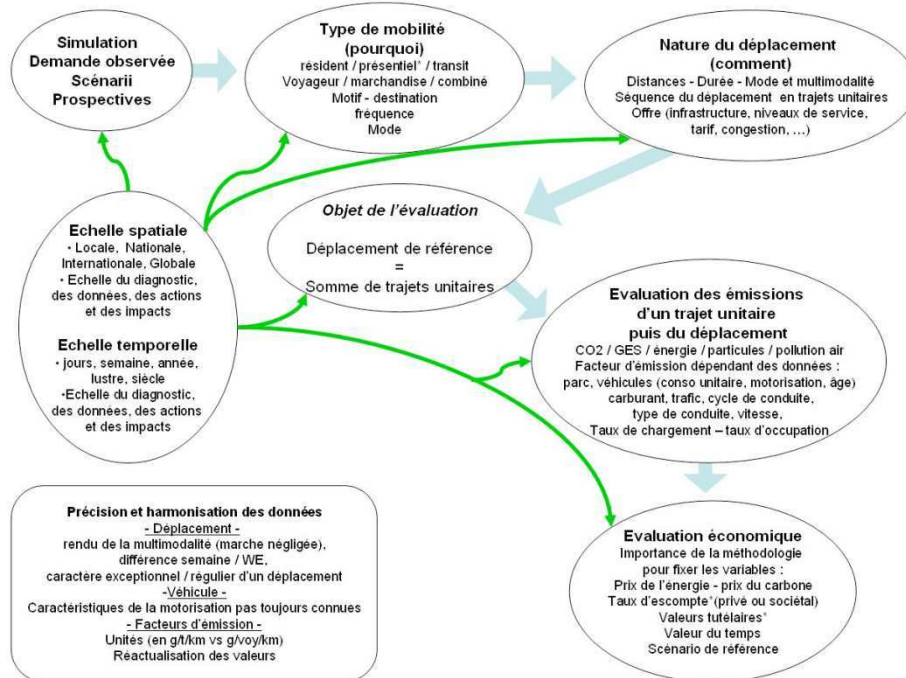 Simulation
Demande observée
Scénarii
Prospectives
Type de mobilité
(pourquoi)
résident / présentiel* / transit
Voyageur / marchandise / combiné
Motif - destination
fréquence
Mode
Nature du déplacement
(comment)
Distances - Durée - Mode et multimodalité
Séquence du déplacement en trajets unitaires
Offre (infrastructure, niveaux de service,
tarif, congestion, ...)
Echelle spatiale
· Locale, Nationale,
Internationale, Globale
· Echelle du diagnostic,
des données, des actions
et des impacts
Echelle temporelle
· jours, semaine, année,
lustre, siècle
·Echelle du diagnostic,
des données, des actions
et des impacts
Objet de l'évaluation
Déplacement de référence
=
Somme de trajets unitaires
Evaluation des émissions
d'un trajet unitaire
puis du déplacement
CO2 / GES / énergie / particules / pollution air
Facteur d'émission dépendant des données :
parc, véhicules (conso unitaire, motorisation, âge)
carburant, trafic, cycle de conduite,
type de conduite, vitesse,
Taux de chargement – taux d'occupation
Evaluation économique
Importance de la méthodologie
pour fixer les variables :
Prix de l'énergie - prix du carbone
Taux d'escompte*(privé ou sociétal)
Valeurs tutélaires*
Valeur du temps
Scénario de référence
Précision et harmonisation des données
- Déplacement -
rendu de la multimodalité (marche négligée),
différence semaine / WE,
caractère exceptionnel / régulier d'un déplacement
-Véhicule -
Caractéristiques de la motorisation pas toujours connues
- Facteurs d'émission -
Unités (en g/t/km vs g/voy/km)
Réactualisation des valeurs